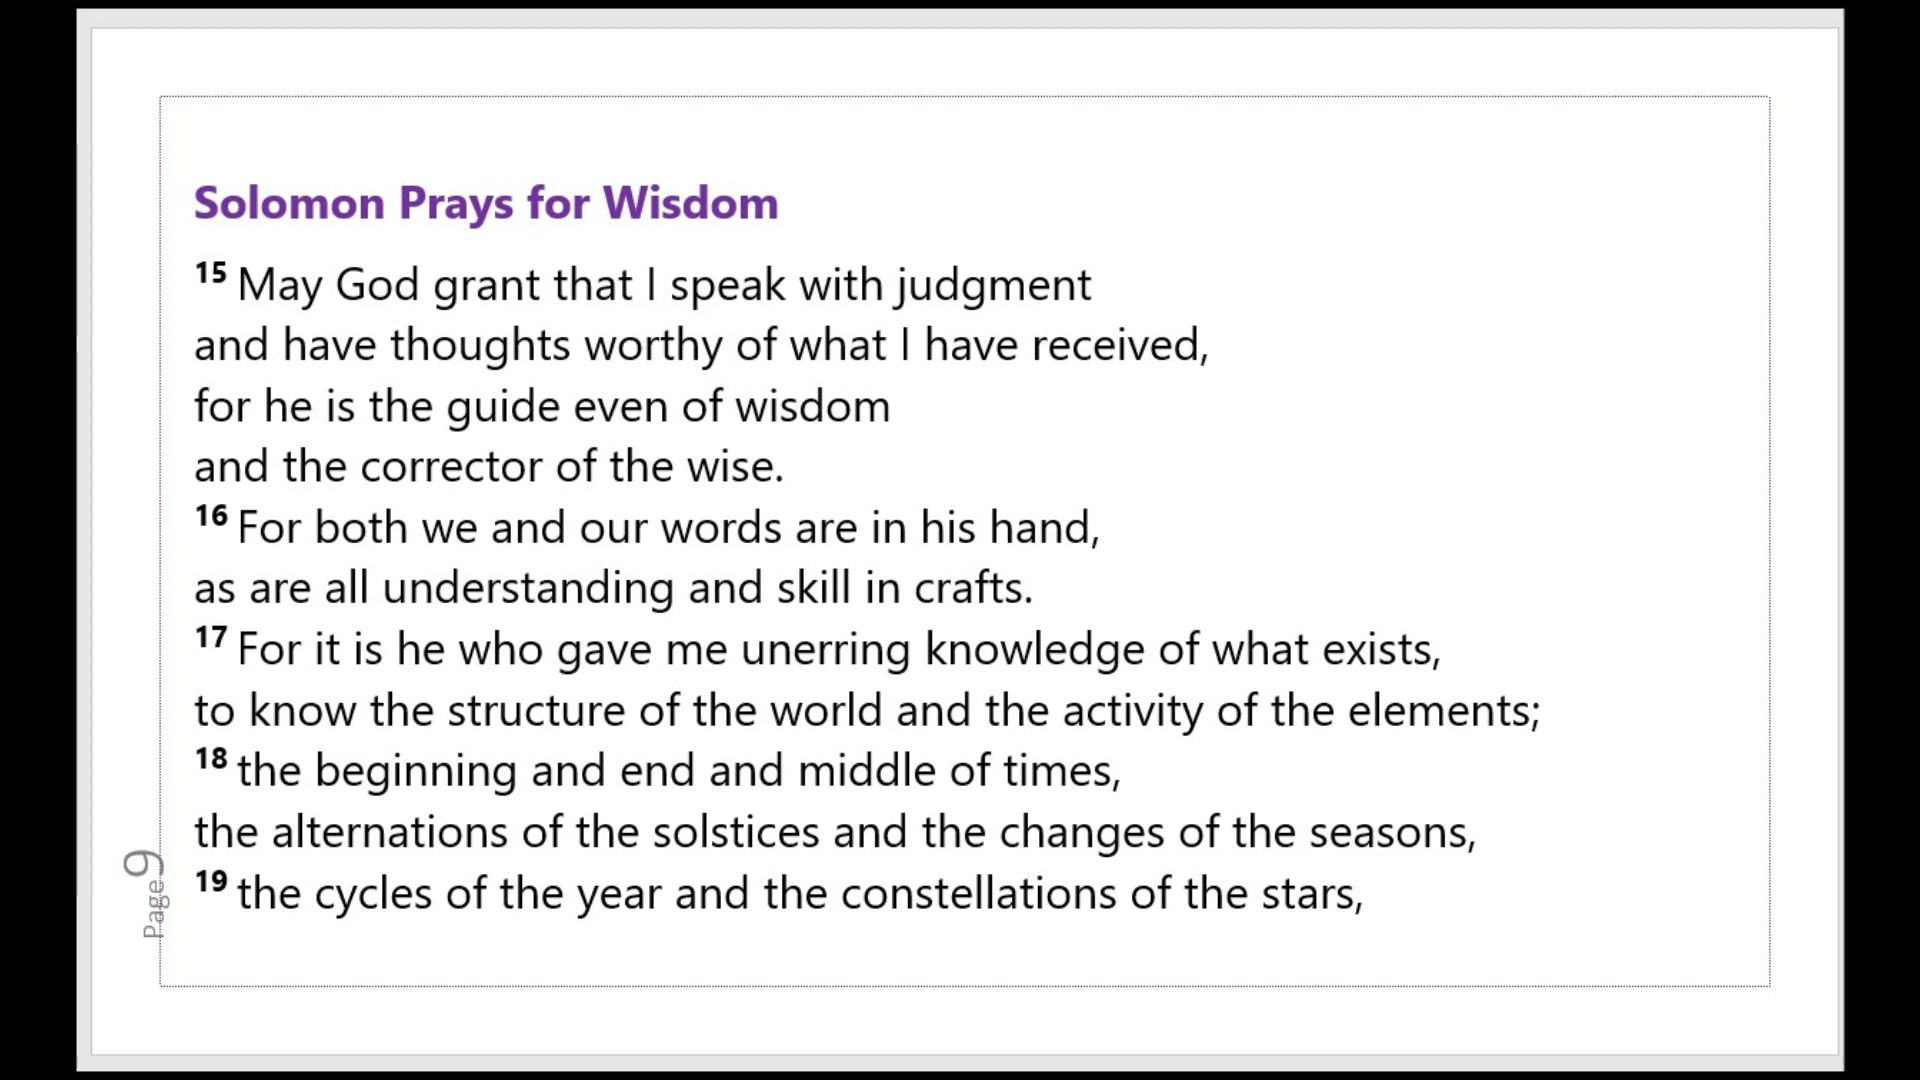 Solomon Prays for Wisdom
15 May God grant that I speak with judgment
and have thoughts worthy of what I have received,
for he is the guide even of wisdom
and the corrector of the wise.
16 For both we and our words are in his hand,
as are all understanding and skill in crafts.
17 For it is he who gave me unerring knowledge of what exists,
to know the structure of the world and the activity of the elements;
18 the beginning and end and middle of times,
the alternations of the solstices and the changes of the seasons,
19 the cycles of the year and the constellations of the stars,
Page 9